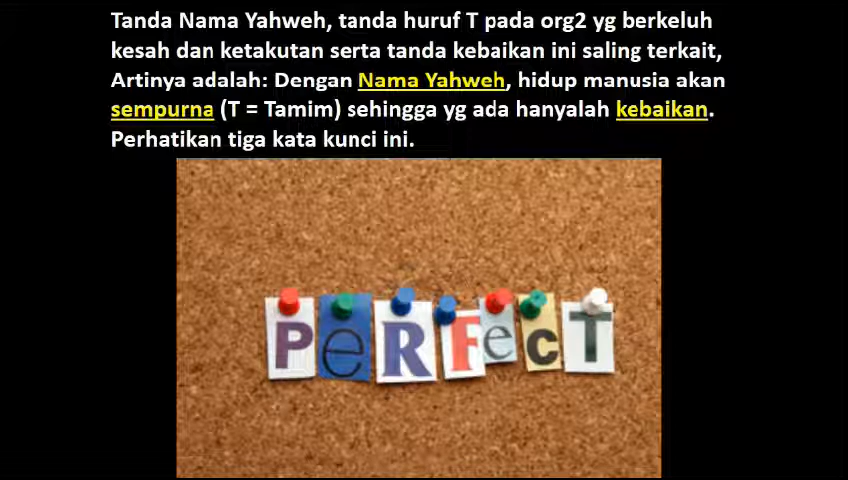 Tanda Nama Yahweh, tanda huruf T pada org2 yg berkeluh
kesah dan ketakutan serta tanda kebaikan ini saling terkait,
Artinya adalah: Dengan Nama Yahweh, hidup manusia akan
sempurna (T = Tamim) sehingga yg ada hanyalah kebaikan.
Perhatikan tiga kata kunci ini.
PeRFecT